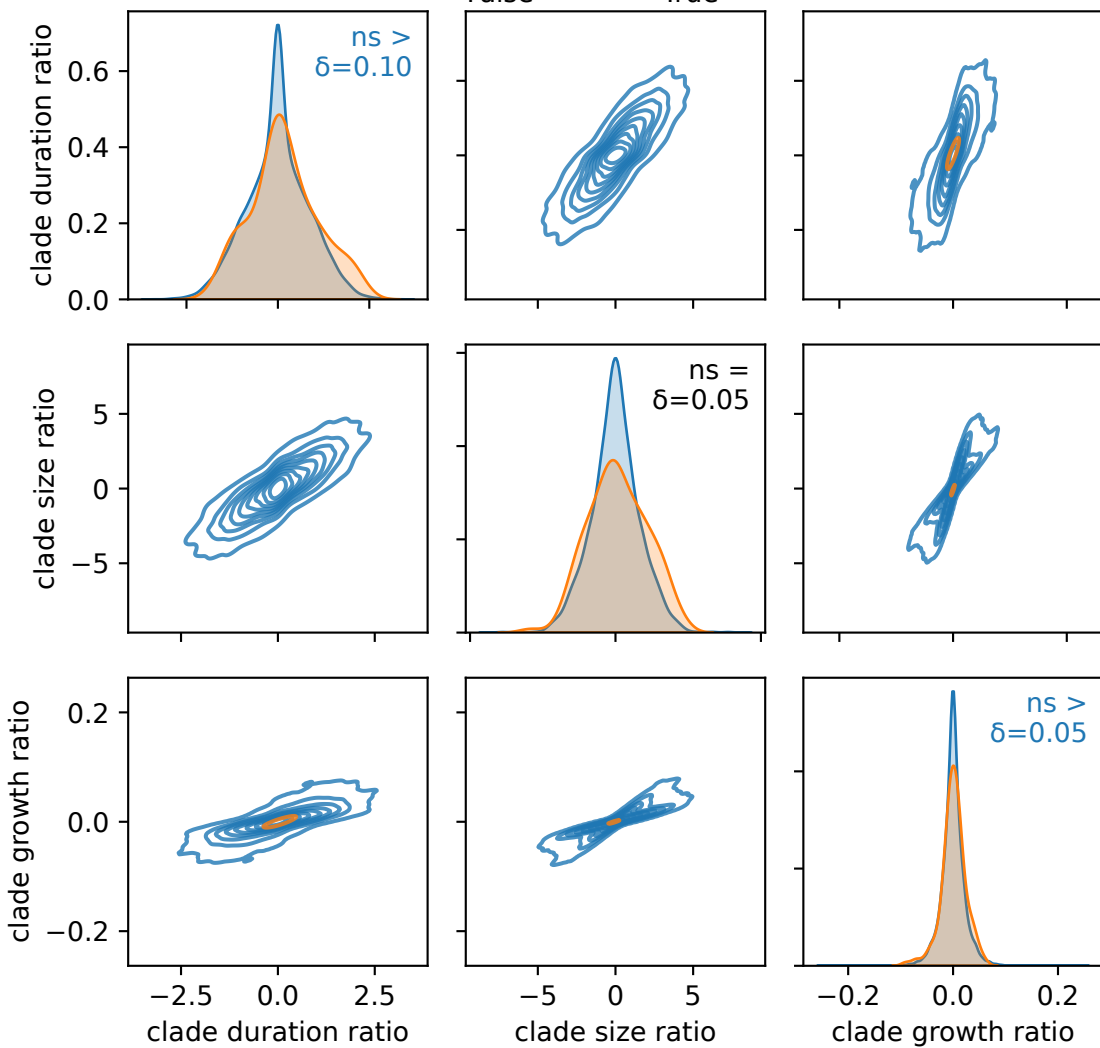 clade duration ratio
0.6
0.4
0.2
0.0
ns >
δ=0.10
clade size ratio
5
0
−5
ns =
δ=0.05
clade growth ratio
0.2
0.0
−0.2
ns >
δ=0.05
−2.5 0.0 2.5
clade duration ratio
−5 0 5
clade size ratio
−0.2 0.0 0.2
clade growth ratio